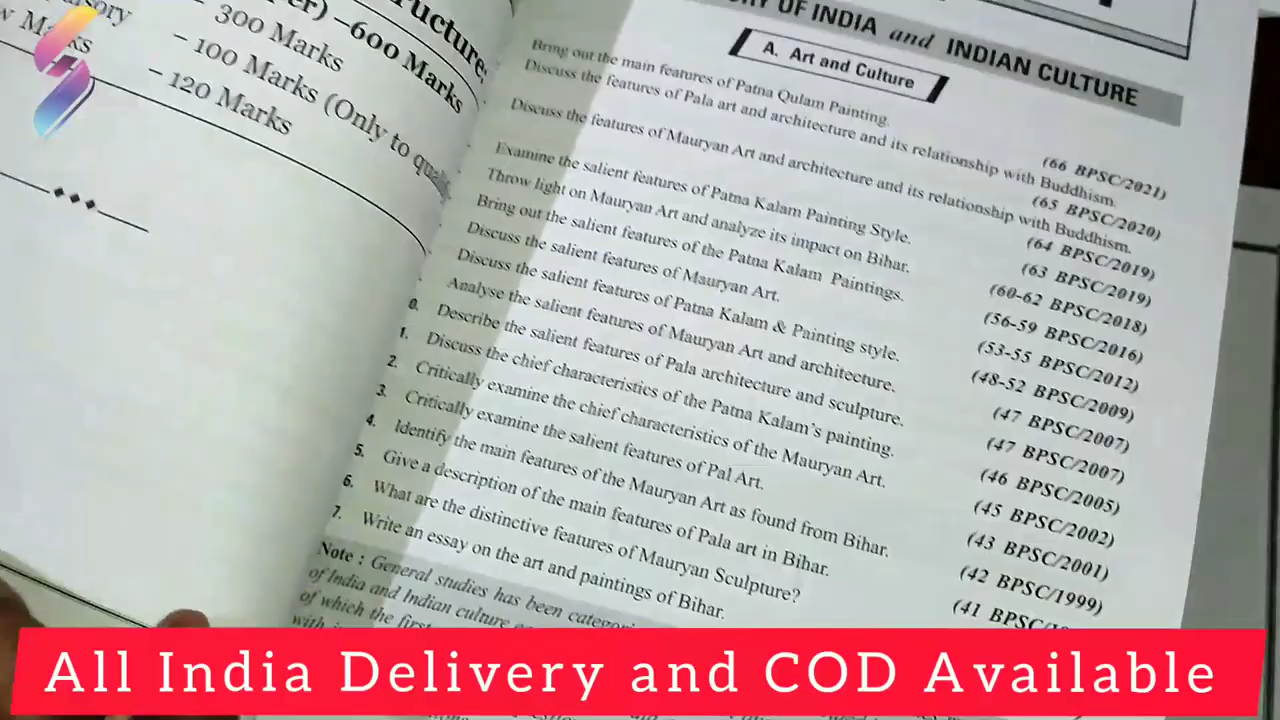 ructure:
–600 Marks
300 Marks
– 100 Marks (Only to
– 120 Marks
OF INDIA and INDIAN CULTURE
A. Art and Culture
Bring out the main features of Patna Qulam Painting.
(66 BPSC/2021)
Discuss the features of Pala art and architecture and its relationship with Buddhism.
(65 BPSC/2020)
Discuss the features of Mauryan Art and architecture and its relationship with Buddhism.
(64 BPSC/2019)
Examine the salient features of Patna Kalam Painting Style.
(63 BPSC/2019)
Throw light on Mauryan Art and analyze its impact on Bihar.
(60-62 BPSC/2018)
Bring out the salient features of the Patna Kalam Paintings.
(56-59 BPSC/2016)
Discuss the salient features of Mauryan Art.
(53-55 BPSC/2012)
Discuss the salient features of Patna Kalam & Painting style.
(48-52 BPSC/2009)
Analyse the salient features of Mauryan Art and architecture.
(47 BPSC/2007)
0. Describe the salient features of Pala architecture and sculpture.
(47 BPSC/2007)
1. Discuss the chief characteristics of the Patna Kalam's painting.
(46 BPSC/2005)
2. Critically examine the chief characteristics of the Mauryan Art.
(45 BPSC/2002)
3. Critically examine the salient features of Pal Art.
(43 BPSC/2001)
4. Identify the main features of the Mauryan Art as found from Bihar.
(42 BPSC/1999)
5. Give a description of the main features of Pala art in Bihar.
(41
6. What are the distinctive features of Mauryan Sculpture?
7. Write an essay on the art and paintings of Bihar.
Note : General studies has been
of India and Indian culture
of which the
All India Delivery and COD Available